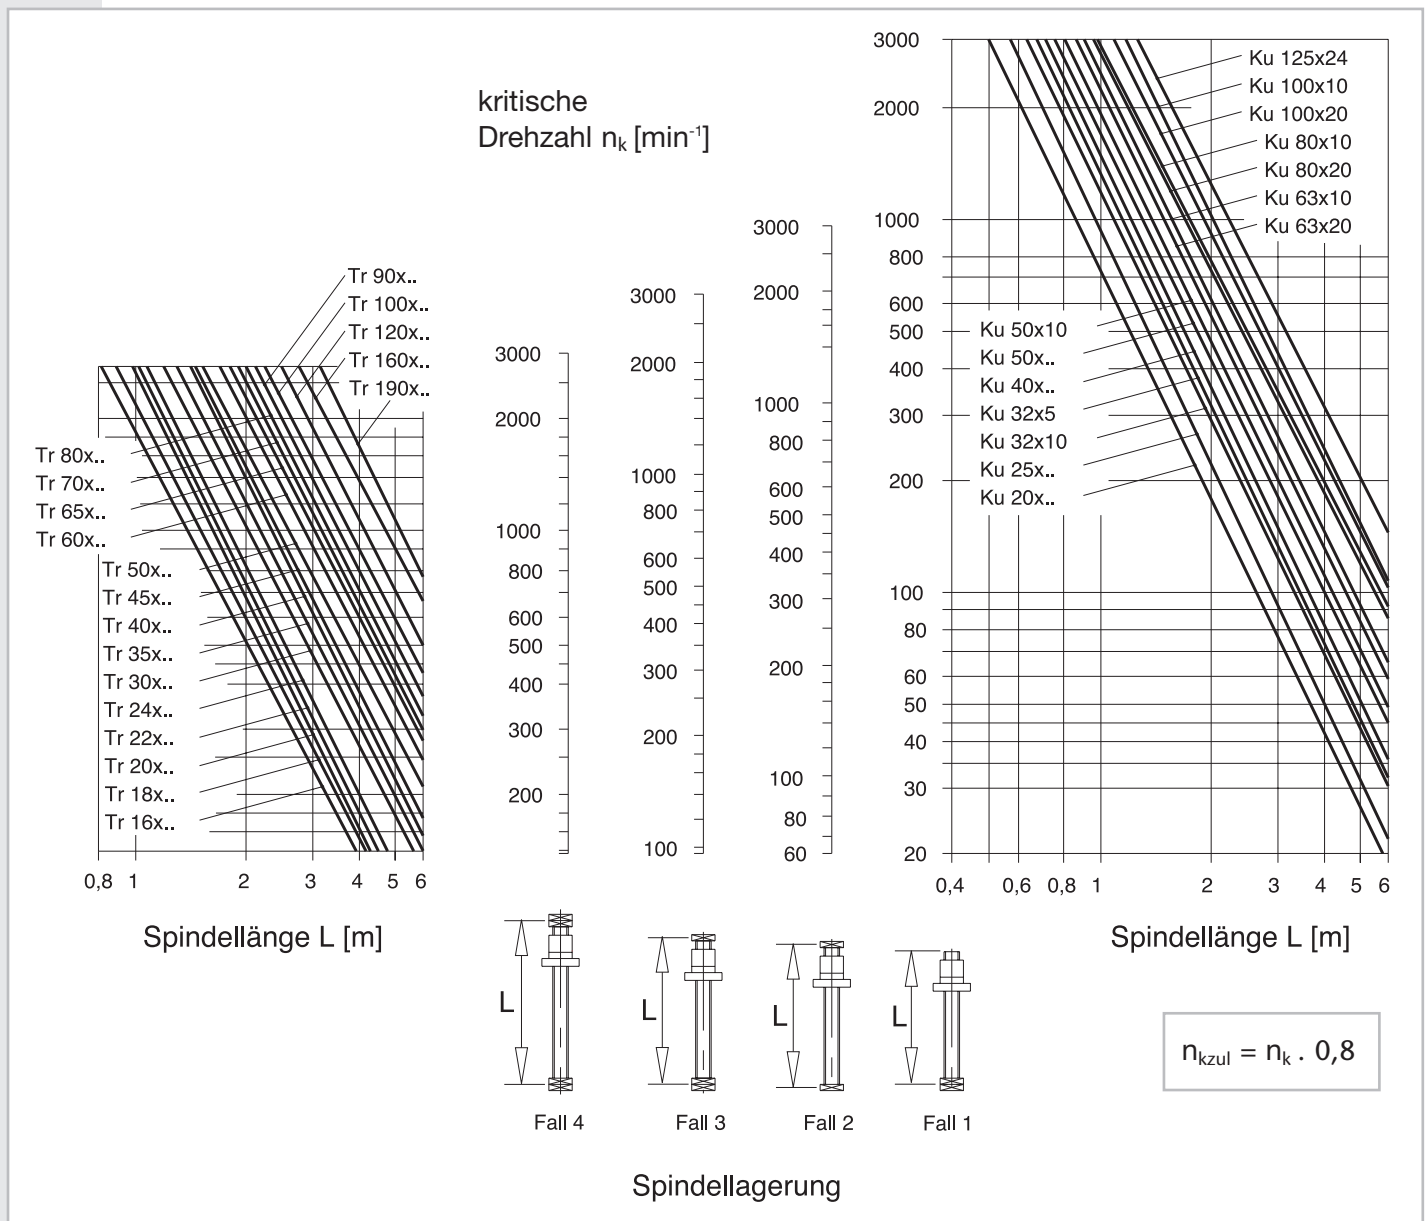 kritische
Drehzahl nk [min-1]
Tr 90x..
Tr 100x..
Tr 120x..
Tr 160x..
Tr 190x..
Tr 80x..
Tr 70x..
Tr 65x..
Tr 60x..
Tr 50x..
Tr 45x..
Tr 40x..
Tr 35x..
Tr 30x..
Tr 24x..
Tr 22x..
Tr 20x..
Tr 18x..
Tr 16x..
0,8 1 2 3 4 5 6
Spindellänge L [m]
3000
2000
1000
800
600
500
400
300
200
3000
2000
1000
800
600
500
400
300
200
100
3000
2000
1000
800
600
500
400
300
200
100
80
60
3000
2000
1000
800
600
500
400
300
200
100
80
60
50
40
30
20
Ku 125x24
Ku 100x10
Ku 100x20
Ku 80x10
Ku 80x20
Ku 63x10
Ku 63x20
Ku 50x10
Ku 50x..
Ku 40x..
Ku 32x5
Ku 32x10
Ku 25x..
Ku 20x..
0,4 0,6 0,8 1 2 3 4 5 6
Spindellänge L [m]
L L L L
Fall 4 Fall 3 Fall 2 Fall 1
nkzul = nk . 0,8
Spindellagerung